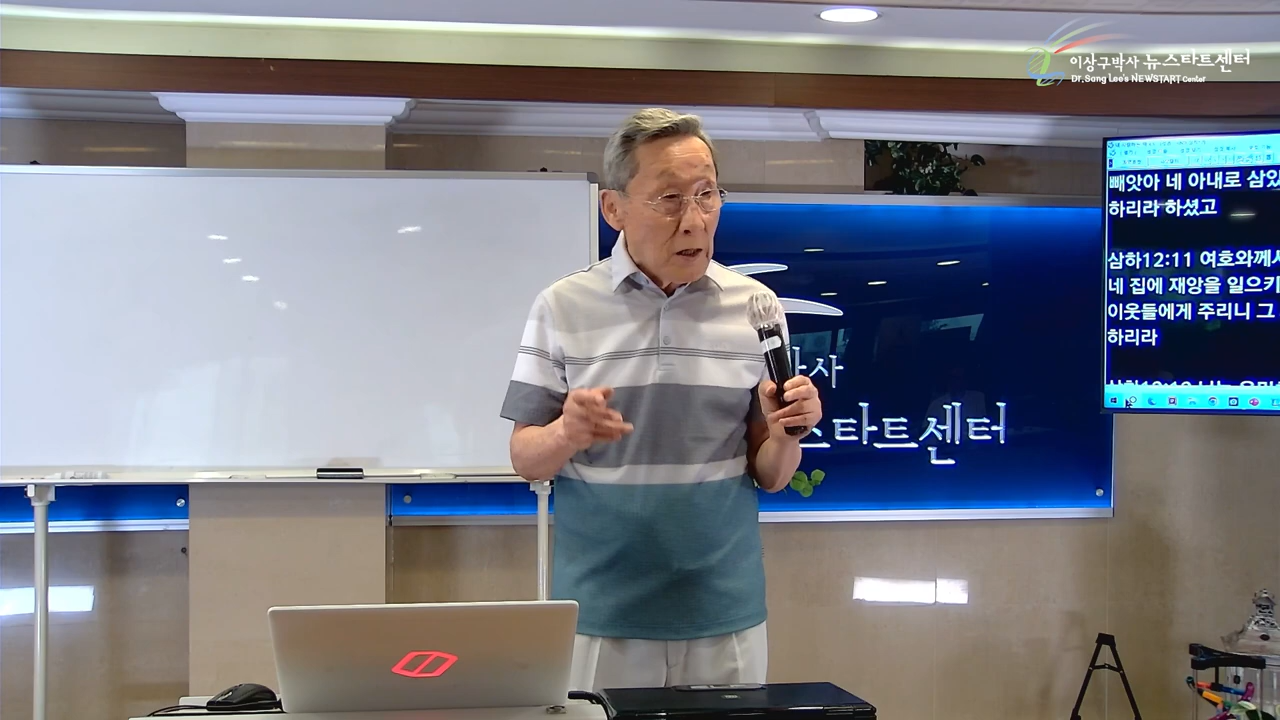 이상구박사 뉴스타트센터
Dr. Sang Lee's NEWSTART Center
빼앗아 네 아내로 삼았
하리라 하셨고
삼하12:11 여호와께서
네 집에 재앙을 일으키
이웃들에게 주리니 그
하리라
사
스타트센터